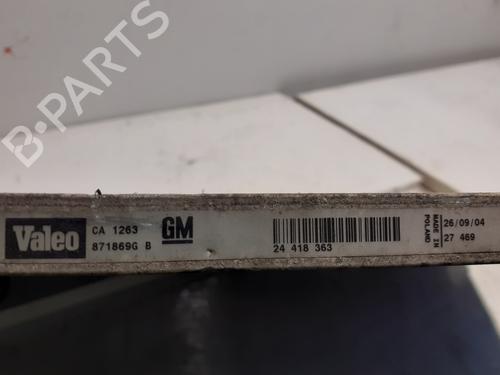 B-PARTS
Valeo
CA 1263
871869G B
GM
24 418 363
MADE IN
POLAND
26/09/04
27 469